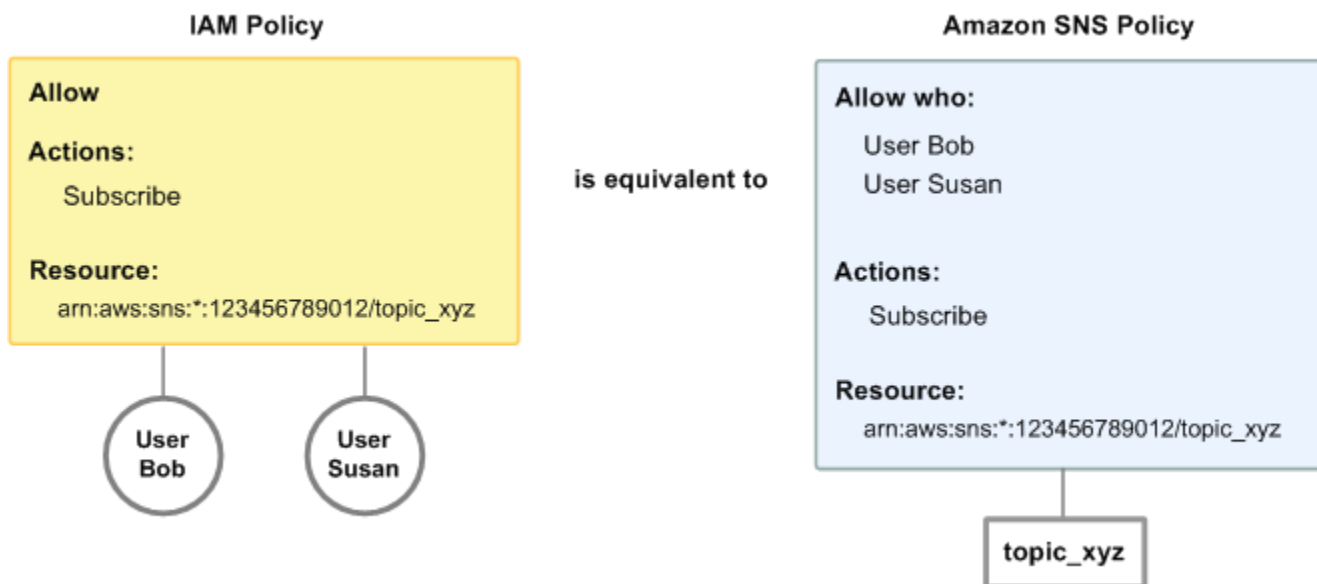 IAM Policy
Allow
Actions:
Subscribe
Resource:
arn:aws:sns:*:123456789012/topic_xyz
User
Bob
User
Susan
is equivalent to
Amazon SNS Policy
Allow who:
User Bob
User Susan
Actions:
Subscribe
Resource:
arn:aws:sns:*:123456789012/topic_xyz
topic_xyz